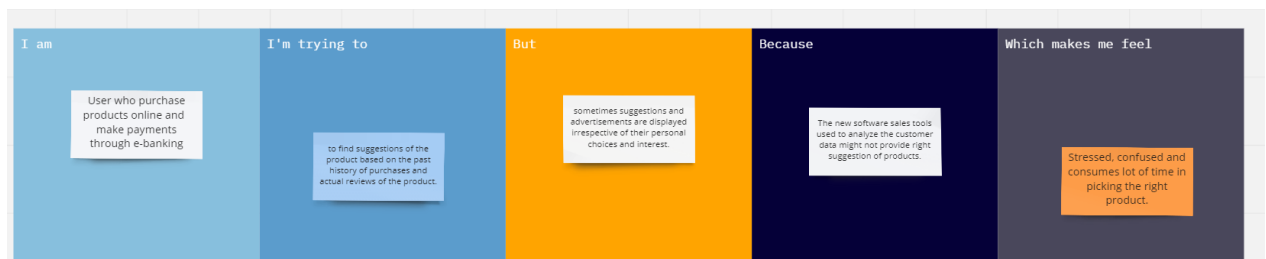 I am
User who purchase
products online and
make payments
through e-banking
I'm trying to
to find suggestions of the
product based on the past
history of purchases and
actual reviews of the product.
But
sometimes suggestions and
advertisements are displayed
irrespective of their personal
choices and interest.
Because
The new software sales tools
used to analyze the customer
data might not provide right
suggestion of products.
Which makes me feel
Stressed, confused and
consumes lot of time in
picking the right
product.